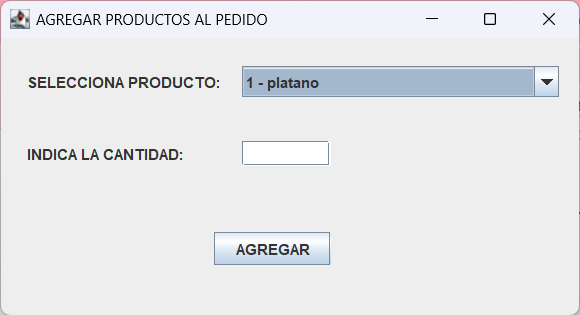 AGREGAR PRODUCTOS AL PEDIDO
SELECCIONA PRODUCTO: 1 - platano
INDICA LA CANTIDAD:
AGREGAR